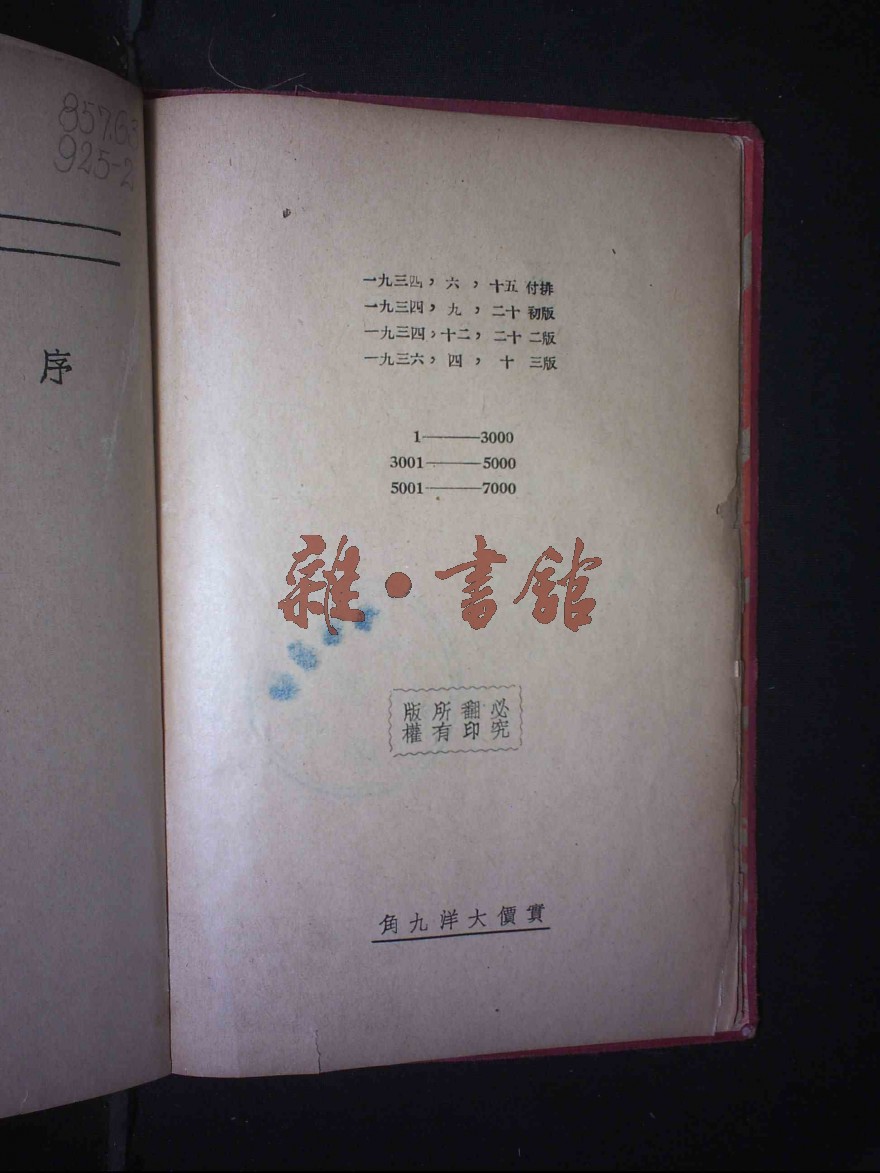 857.63
925-2
序
一九三四，六，十五付排
一九三四，九，二十初版
一九三四，十二，二十二版
一九三六，四，十三版
1———3000
3001———5000
5001———7000
雜·書館
版所翻必
權有印究
角九洋大價實